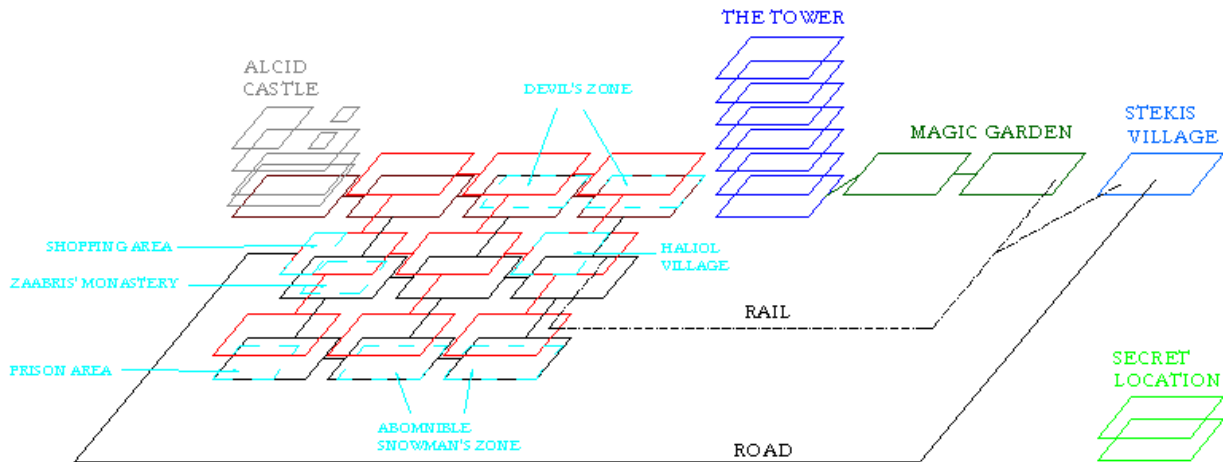 THE TOWER
ALCID
CASTLE
DEVIL'S ZONE
MAGIC GARDEN
STEKIS
VILLAGE
SHOPPING AREA
ZAABRIS' MONASTERY
HALIOL
VILLAGE
RAIL
PRISON AREA
SECRET
LOCATION
ABOMNIBLE
SNOWMAN'S ZONE
ROAD